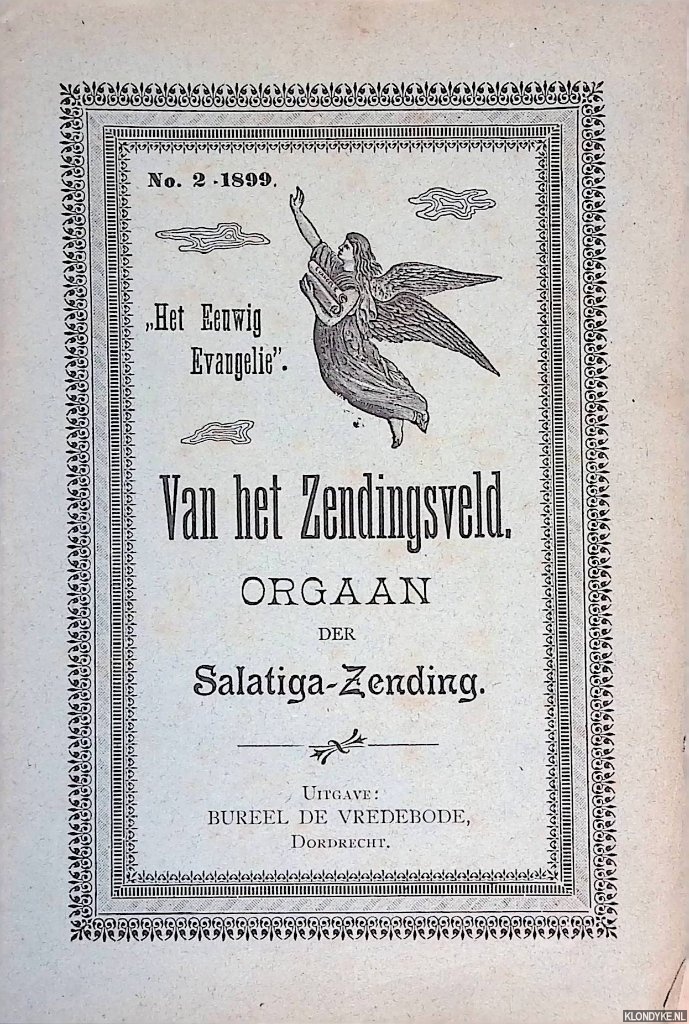 No. 2 - 1899.
„Het Eenwig
Evangelie”.
Van het Zendingsveld.
ORGAAN
DER
Salatiga-Zending.
UITGAVE:
BUREEL DE VREDEBODE,
DORDRECHT.
KLONDYKE.NL